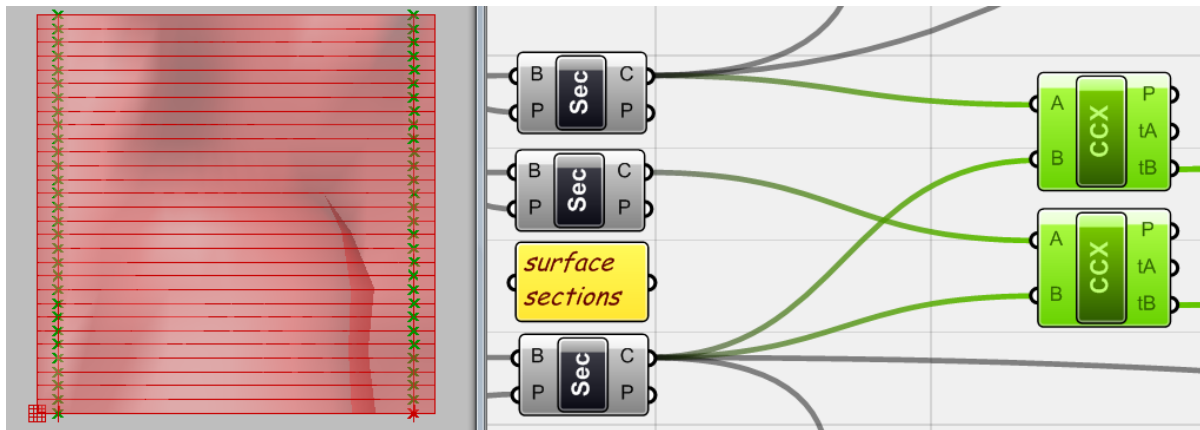 B Sec C
P P
B Sec C
P P
surface
sections
B Sec C
P P
A CCX P
tA
B tB
A CCX P
tA
B tB